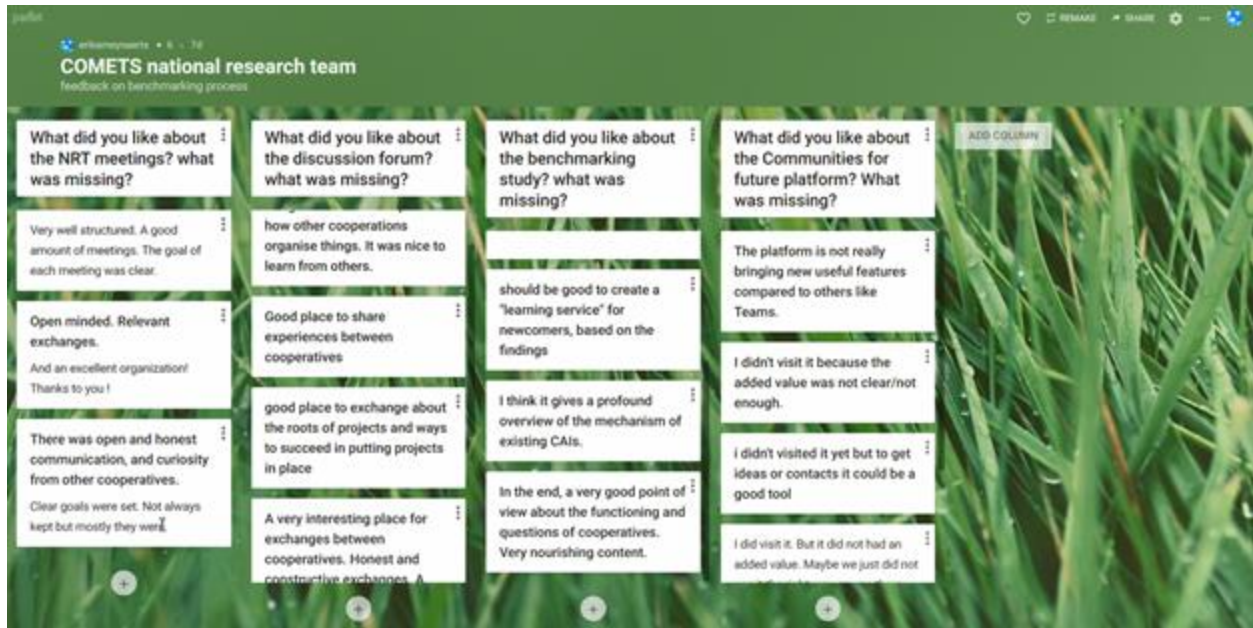 padlet
REMAKE
SHARE
COMETS national research team
feedback on benchmarking process
What did you like about
the NRT meetings? what
was missing?
Very well structured. A good
amount of meetings. The goal of
each meeting was clear.
Open minded. Relevant
exchanges.
And an excellent organization!
Thanks to you !
There was open and honest
communication, and curiosity
from other cooperatives.
Clear goals were set. Not always
kept but mostly they were
What did you like about
the discussion forum?
what was missing?
how other cooperations
organise things. It was nice to
learn from others.
Good place to share
experiences between
cooperatives
good place to exchange about
the roots of projects and ways
to succeed in putting projects
in place
A very interesting place for
exchanges between
cooperatives. Honest and
constructive exchanges. A
What did you like about
the benchmarking
study? what was
missing?
should be good to create a
"learning service" for
newcomers, based on the
findings
I think it gives a profound
overview of the mechanism of
existing CAIs.
In the end, a very good point of
view about the functioning and
questions of cooperatives.
Very nourishing content.
What did you like about
the Communities for
future platform? What
was missing?
The platform is not really
bringing new useful features
compared to others like
Teams.
I didn't visit it because the
added value was not clear/not
enough.
i didn't visited it yet but to get
ideas or contacts it could be a
good tool
I did visit it. But it did not had an
added value. Maybe we just did not
ADD COLUMN